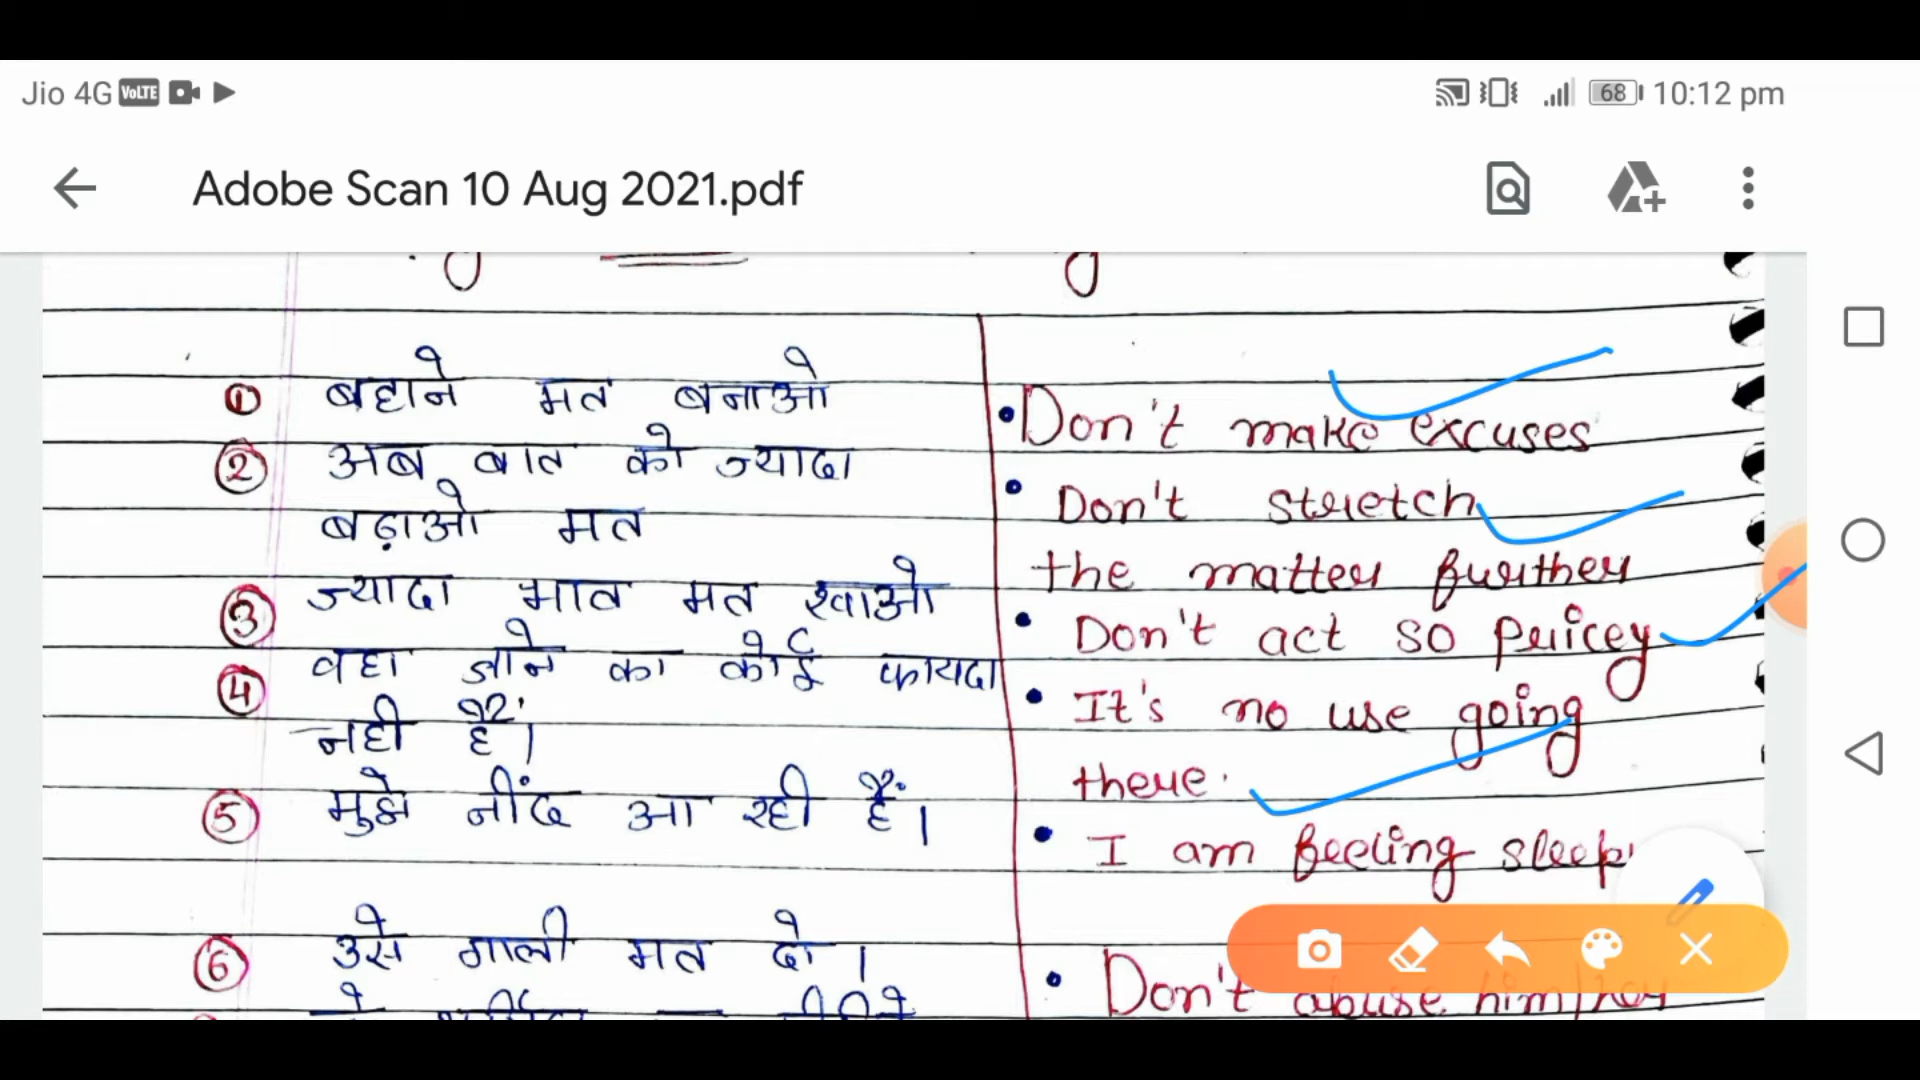 Jio 4G VoLTE
68 10:12 pm
Adobe Scan 10 Aug 2021.pdf
① बहाने मत बनाओ
• Don't make excuses
② अब बात को ज्यादा
बढ़ाओ मत
• Don't stretch
the matter further
③ ज्यादा भाव मत खाओ
• Don't act so pricey
④ वहा जाने का कोई फायदा
नही है।
• It's no use going
there.
⑤ मुझे नींद आ रही हैं।
• I am feeling
⑥ उसे गाली मत दो।
• Don't abuse him/her